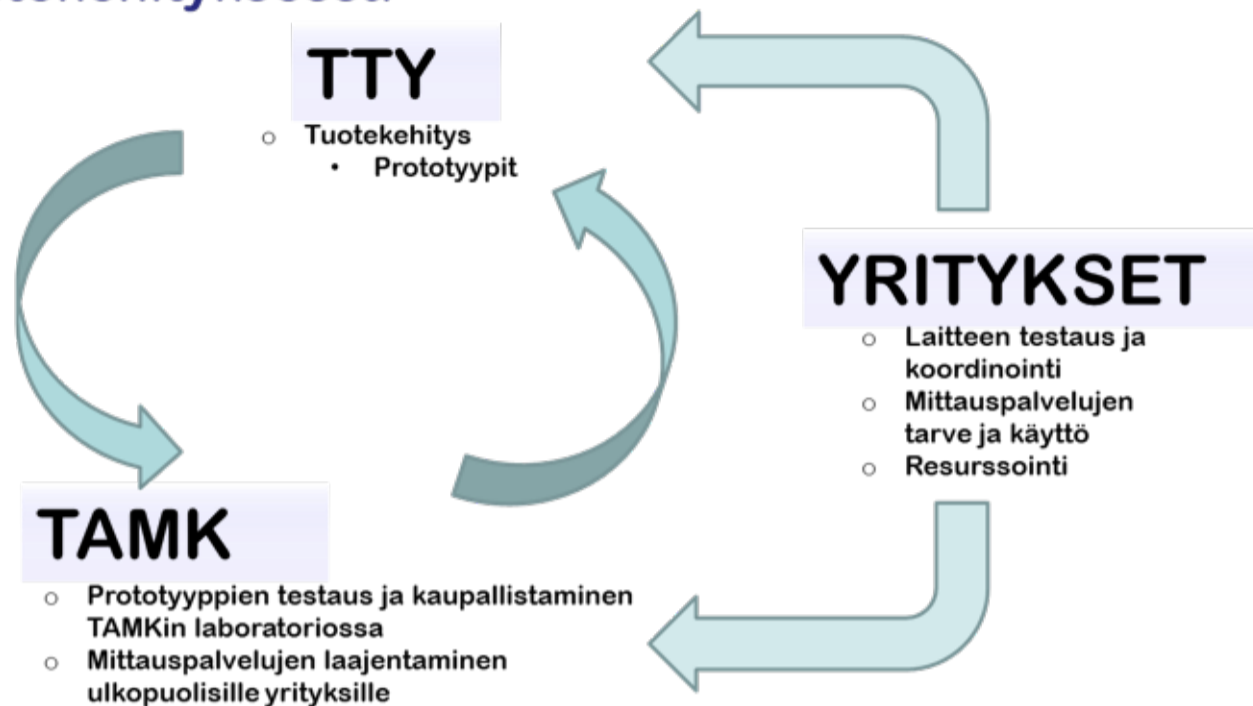 TTY
○ Tuotekehitys
• Prototyypit
YRITYKSET
○ Laitteen testaus ja
koordinointi
○ Mittauspalvelujen
tarve ja käyttö
○ Resurssointi
TAMK
○ Prototyyppien testaus ja kaupallistaminen
TAMKin laboratoriossa
○ Mittauspalvelujen laajentaminen
ulkopuolisille yrityksille